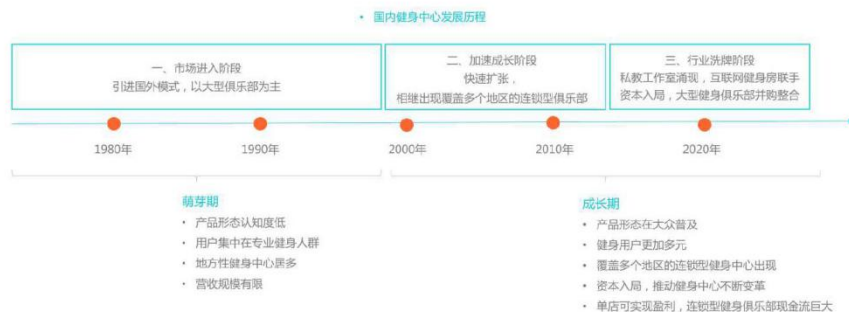 • 国内健身中心发展历程
一、市场进入阶段
引进国外模式，以大型俱乐部为主
二、加速成长阶段
快速扩张，
相继出现覆盖多个地区的连锁型俱乐部
三、行业洗牌阶段
私教工作室涌现，互联网健身房联手
资本入局，大型健身俱乐部并购整合
1980年
1990年
2000年
2010年
2020年
萌芽期
• 产品形态认知度低
• 用户集中在专业健身人群
• 地方性健身中心居多
• 营收规模有限
成长期
• 产品形态在大众普及
• 健身用户更加多元
• 覆盖多个地区的连锁型健身中心出现
• 资本入局，推动健身中心不断变革
• 单店可实现盈利，连锁型健身俱乐部现金流巨大